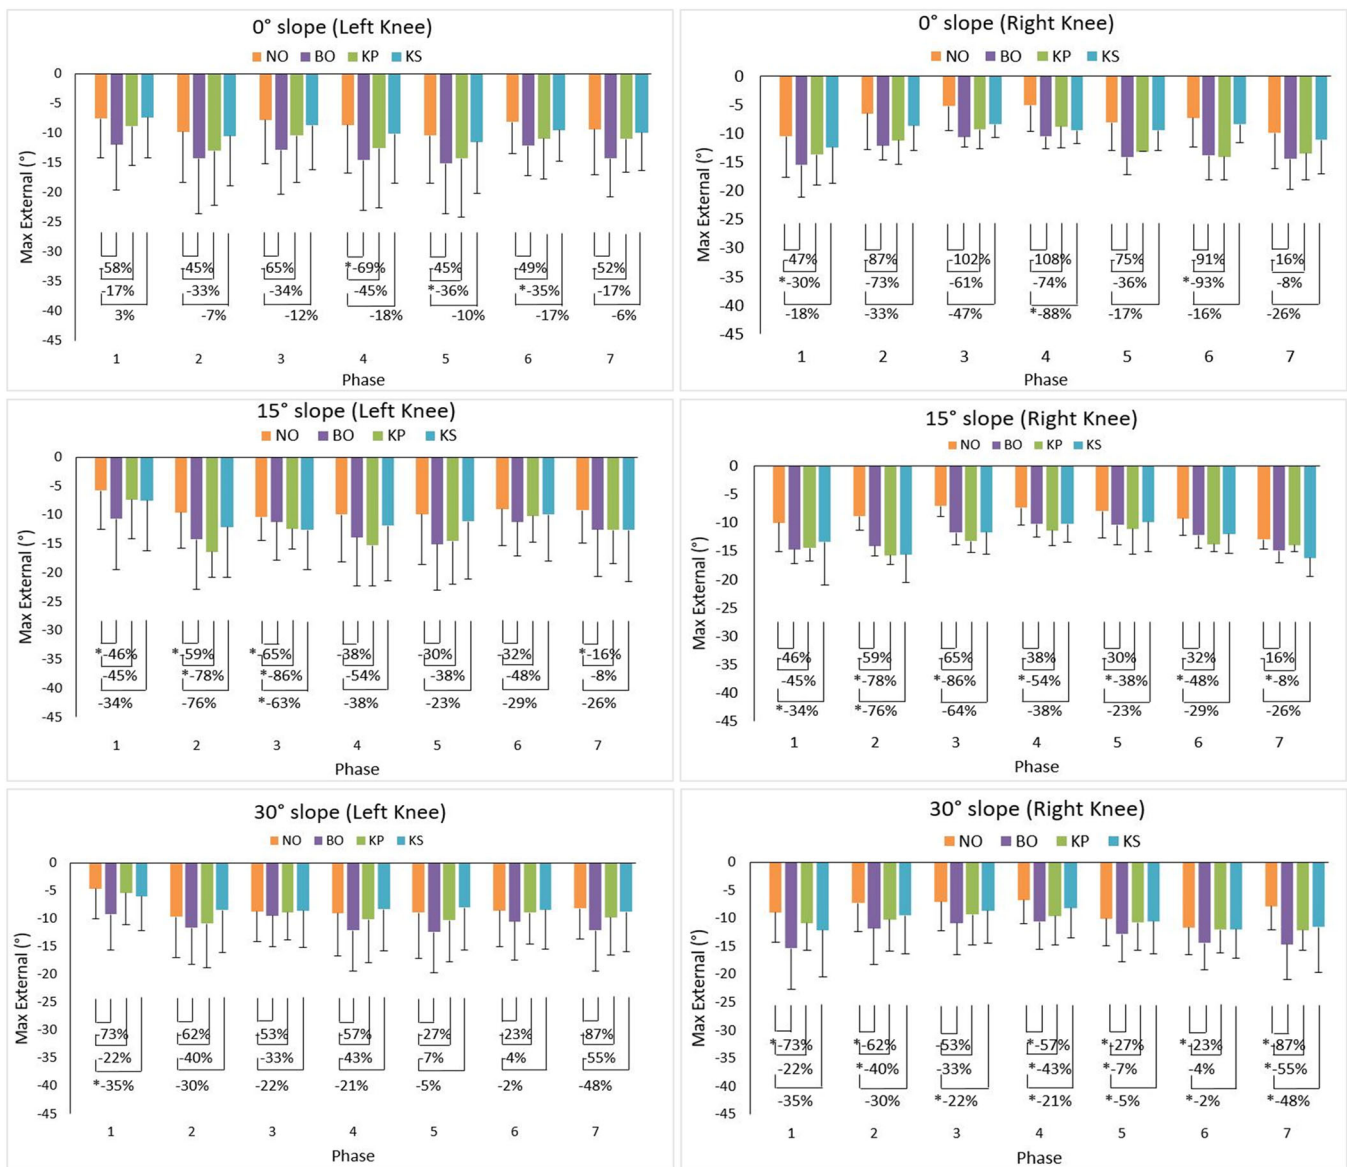 0° slope (Left Knee)
NO BO KP KS
Max External (°)
0
-5
-10
-15
-20
-25
-30
-35
-40
-45
-58% -45% -65% *-69% -45% -49% -52%
-17% -33% -34% -45% *-36% *-35% -17%
3% -7% -12% -18% -10% -17% -6%
1 2 3 4 5 6 7
Phase
0° slope (Right Knee)
NO BO KP KS
Max External (°)
0
-5
-10
-15
-20
-25
-30
-35
-40
-45
-47% -87% -102% -108% -75% -91% -16%
*-30% -73% -61% -74% -36% *-93% -8%
-18% -33% -47% *-88% -17% -16% -26%
1 2 3 4 5 6 7
Phase
15° slope (Left Knee)
NO BO KP KS
Max External (°)
0
-5
-10
-15
-20
-25
-30
-35
-40
-45
*-46% *-59% *-65% -38% -30% -32% *-16%
-45% *-78% *-86% -54% -38% -48% -8%
-34% -76% *-63% -38% -23% -29% -26%
1 2 3 4 5 6 7
Phase
15° slope (Right Knee)
NO BO KP KS
Max External (°)
0
-5
-10
-15
-20
-25
-30
-35
-40
-45
-46% -59% -65% -38% -30% -32% -16%
-45% *-78% *-86% *-54% *-38% *-48% *-8%
*-34% *-76% -64% -38% -23% -29% -26%
1 2 3 4 5 6 7
Phase
30° slope (Left Knee)
NO BO KP KS
Max External (°)
0
-5
-10
-15
-20
-25
-30
-35
-40
-45
-73% -62% -53% -57% -27% -23% -87%
-22% -40% -33% -43% -7% -4% -55%
*-35% -30% -22% -21% -5% -2% -48%
1 2 3 4 5 6 7
Phase
30° slope (Right Knee)
NO BO KP KS
Max External (°)
0
-5
-10
-15
-20
-25
-30
-35
-40
-45
*-73% *-62% -53% *-57% *-27% *-23% *-87%
-22% *-40% -33% *-43% *-7% -4% *-55%
-35% -30% *-22% *-21% *-5% *-2% *-48%
1 2 3 4 5 6 7
Phase